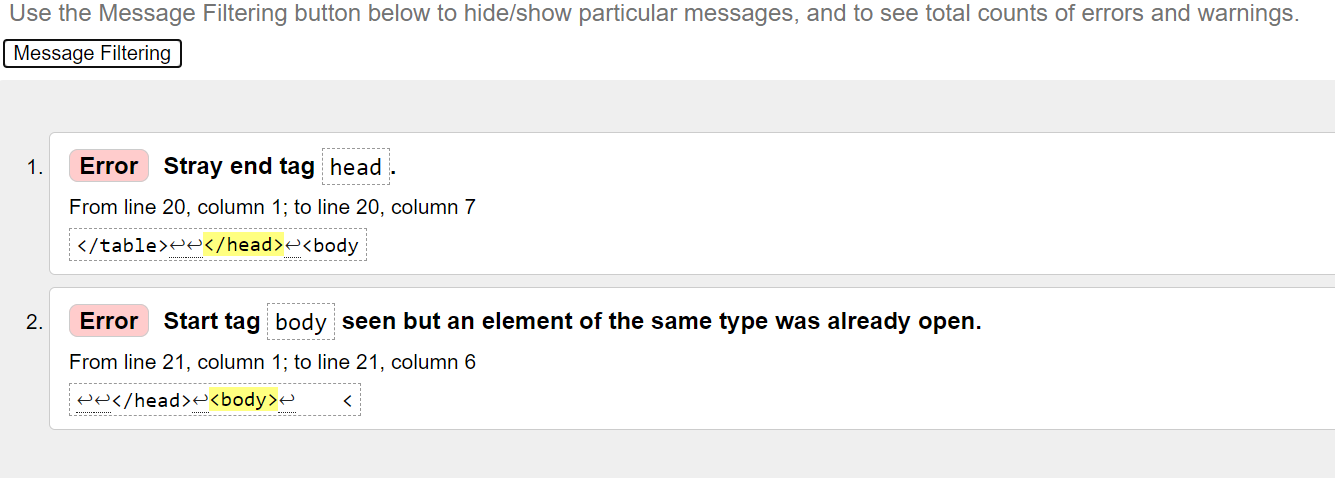 Use the Message Filtering button below to hide/show particular messages, and to see total counts of errors and warnings.
Message Filtering
1. Error Stray end tag head.
From line 20, column 1; to line 20, column 7
</table>↩↩</head>↩<body
2. Error Start tag body seen but an element of the same type was already open.
From line 21, column 1; to line 21, column 6
↩↩</head>↩<body>↩    <